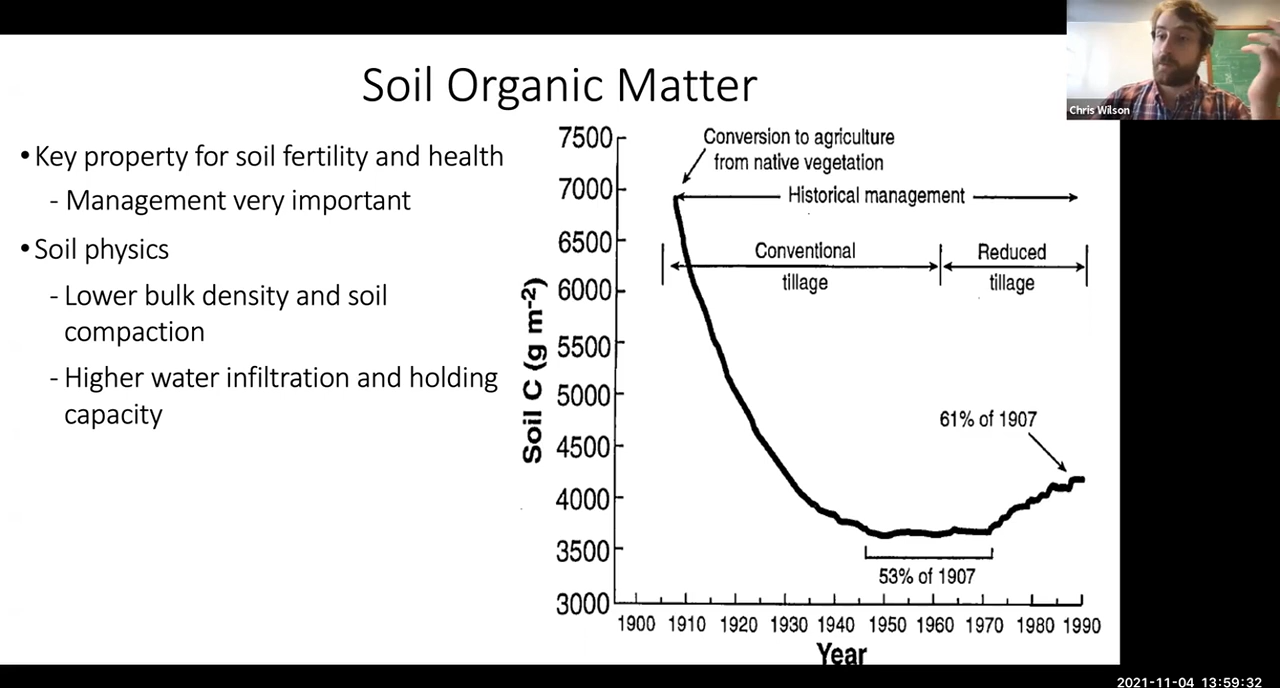 Chris Wilson
Soil Organic Matter
•Key property for soil fertility and health
- Management very important
•Soil physics
- Lower bulk density and soil
compaction
- Higher water infiltration and holding
capacity
Conversion to agriculture
from native vegetation
Historical management
Conventional
tillage
Reduced
tillage
61% of 1907
53% of 1907
Soil C (g m-2)
7500
7000
6500
6000
5500
5000
4500
4000
3500
3000
1900 1910 1920 1930 1940 1950 1960 1970 1980 1990
Year
2021-11-04 13:59:32